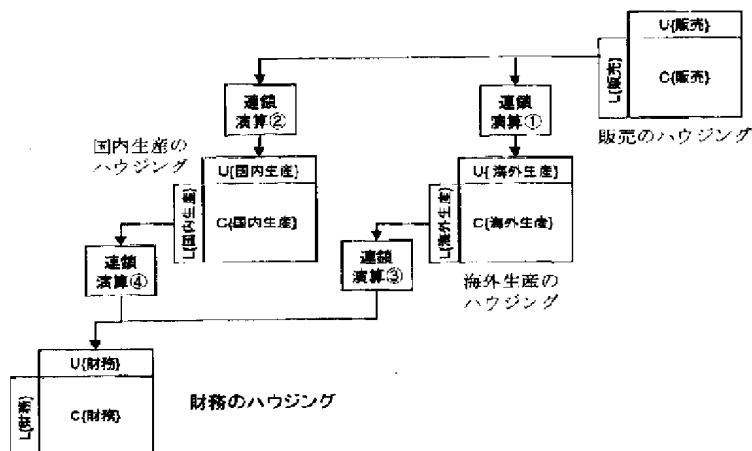 U{販売}
L{販売}
C{販売}
販売のハウジング
連鎖
演算②
連鎖
演算①
国内生産の
ハウジング
U{国内生産}
L{国内生産}
C{国内生産}
U{海外生産}
L{海外生産}
C{海外生産}
連鎖
演算④
連鎖
演算③
海外生産の
ハウジング
U{財務}
L{財務}
C{財務}
財務のハウジング